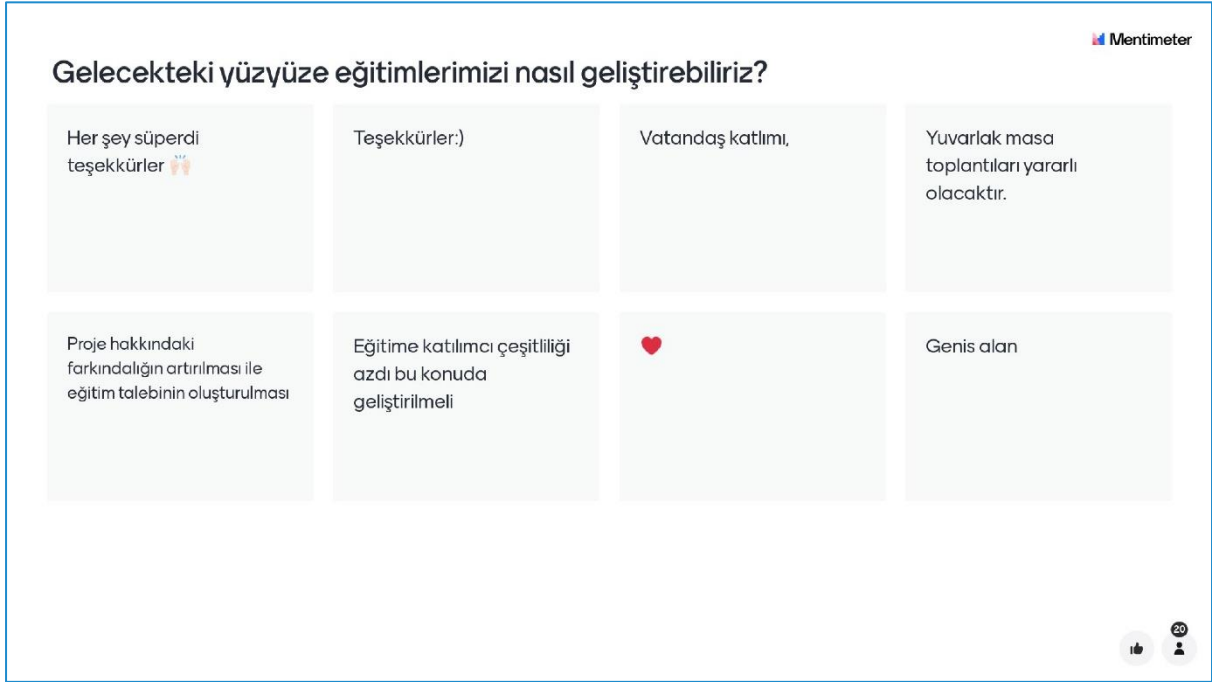 Mentimeter
Gelecekteki yüzyüze eğitimlerimizi nasıl geliştirebiliriz?
Her şey süperdi
teşekkürler 🙌🏻
Teşekkürler:)
Vatandaş katlımı,
Yuvarlak masa
toplantıları yararlı
olacaktır.
Proje hakkındaki
farkındalığın artırılması ile
eğitim talebinin oluşturulması
Eğitime katılımcı çeşitliliği
azdı bu konuda
geliştirilmeli
❤️
Genis alan
20